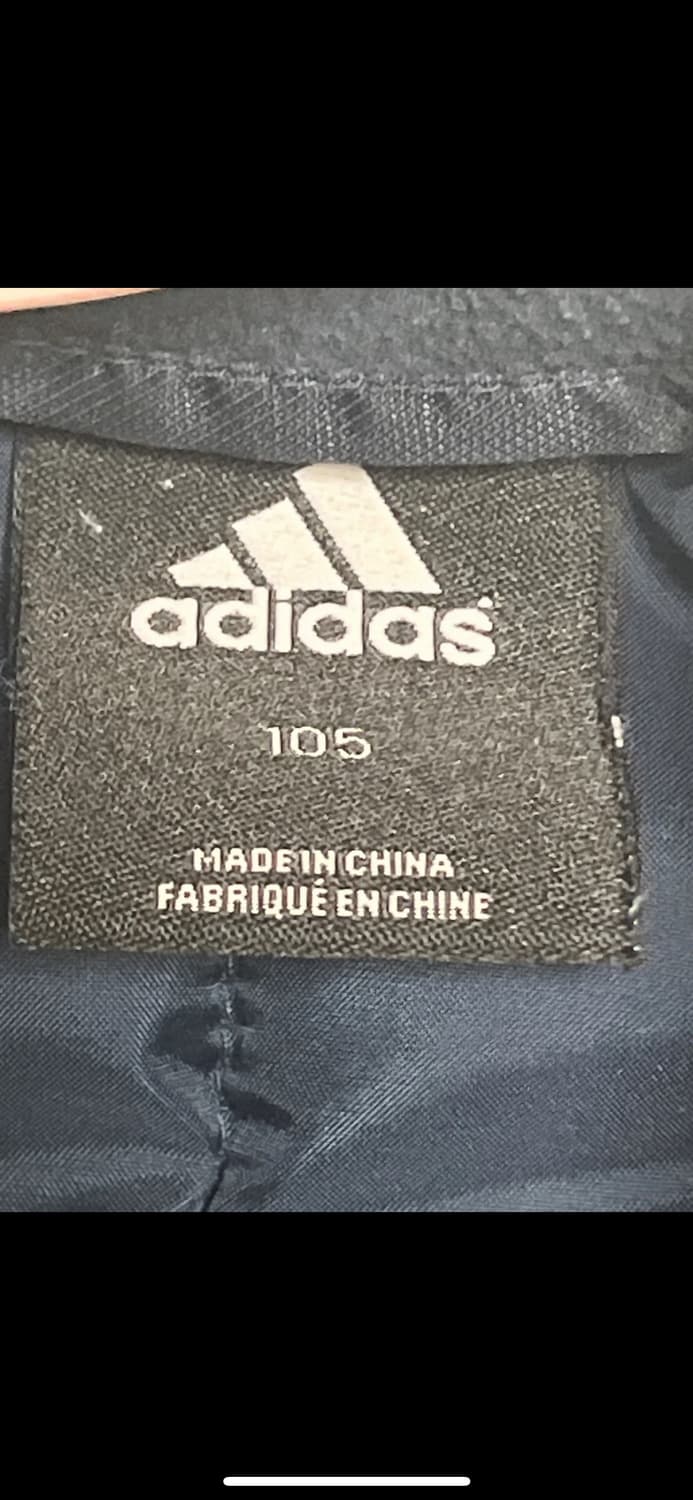 adidas
105
MADE IN CHINA
FABRIQUÉ EN CHINE